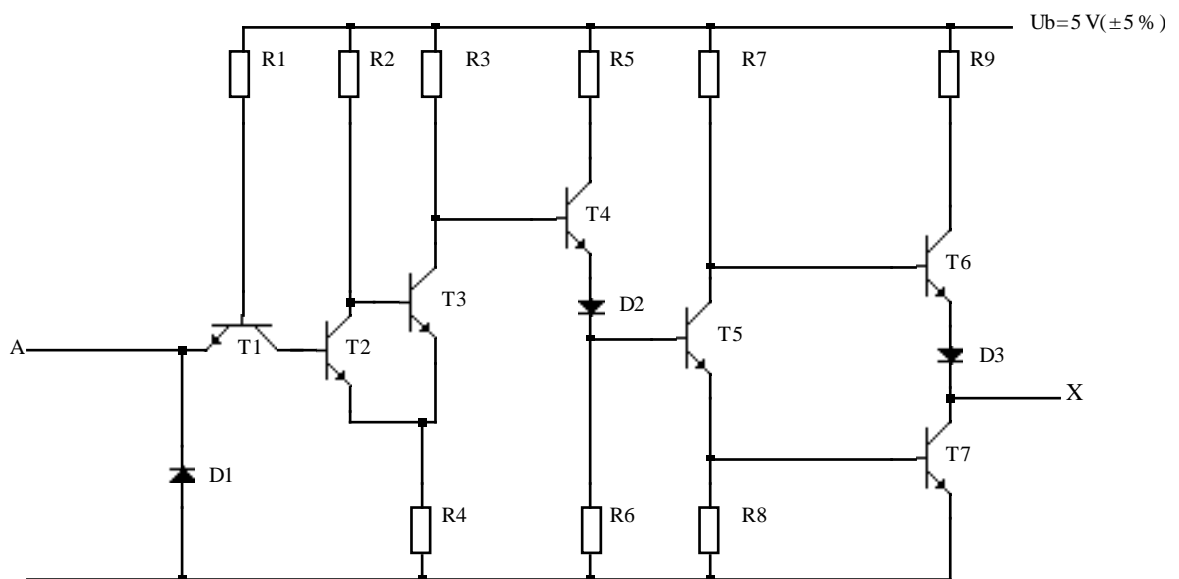 Ub=5 V(±5 %)
R1 R2 R3 R5 R7 R9
T4
T6
T3
D2
A T1 T2 T5
D3
X
T7
D1
R4 R6 R8